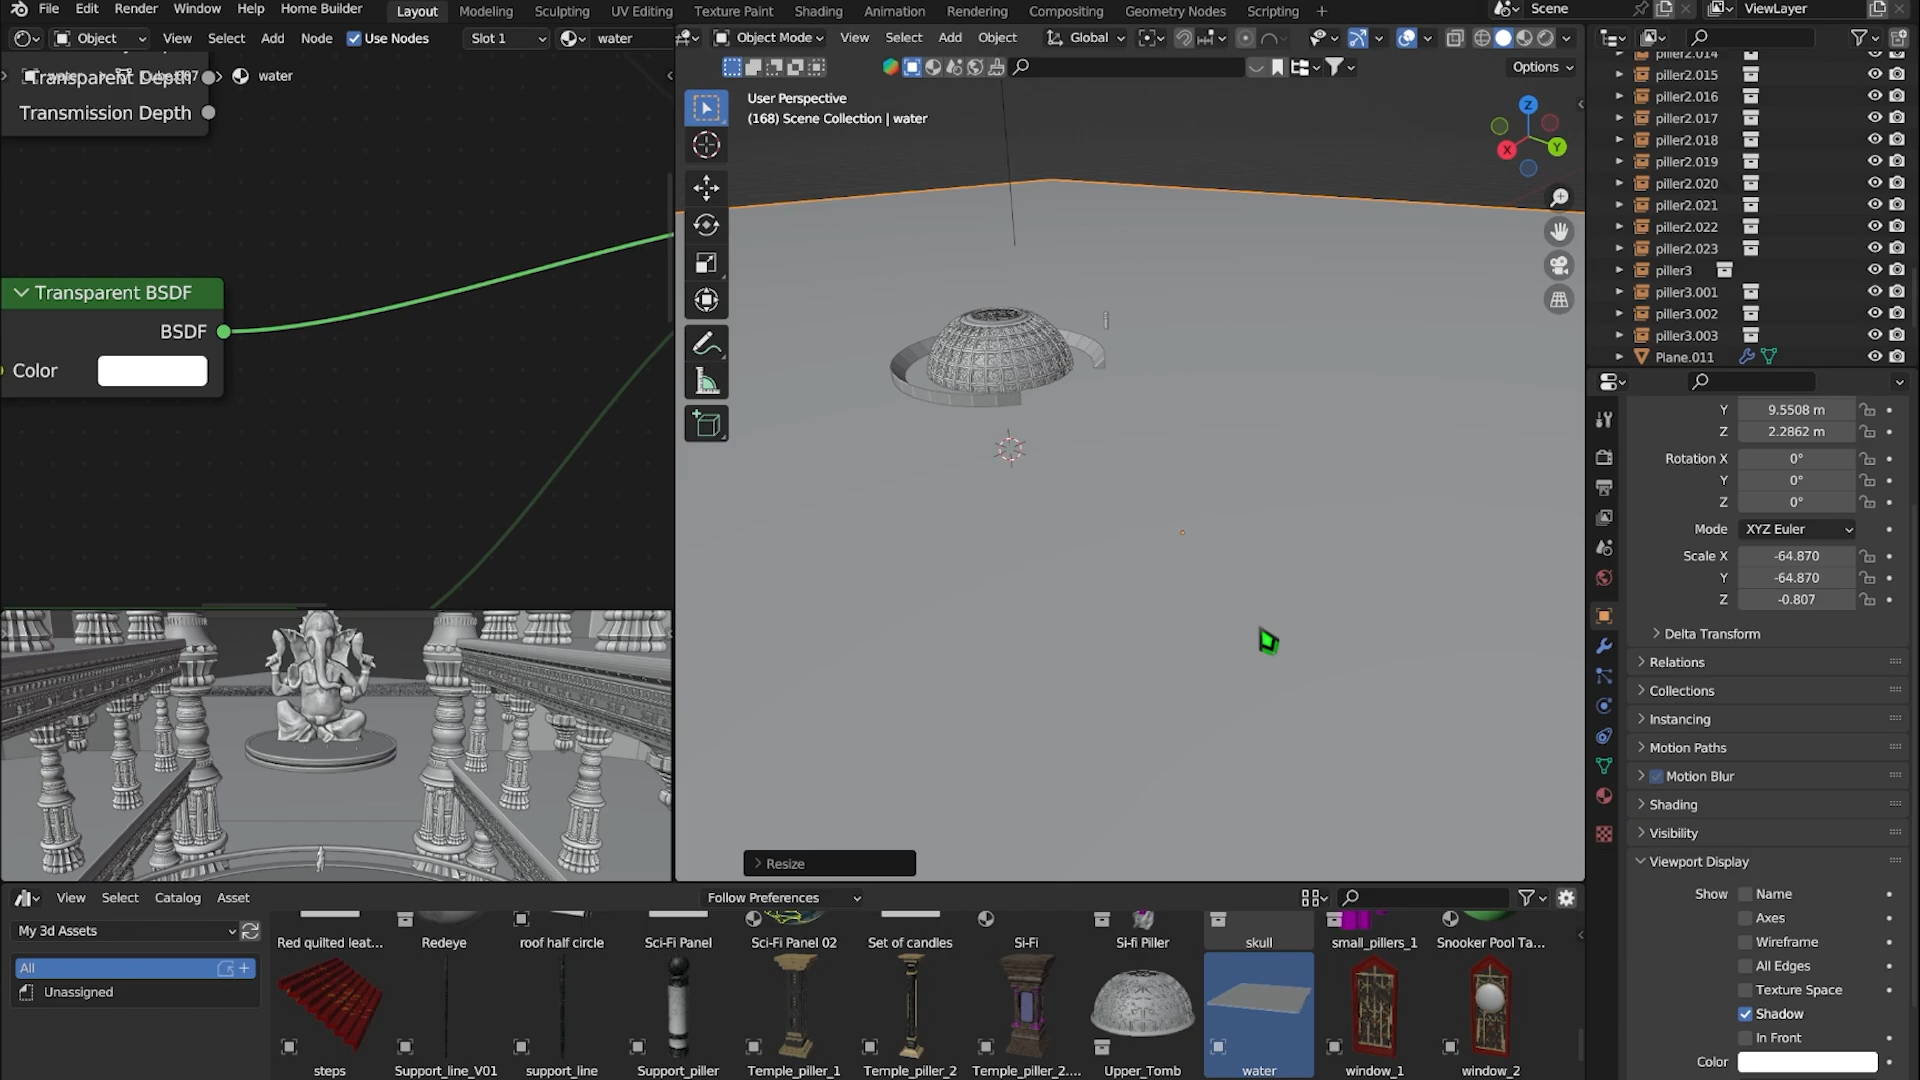 File Edit Render Window Help Home Builder Layout Modeling Sculpting UV Editing Texture Paint Shading Animation Rendering Compositing Geometry Nodes Scripting + Scene ViewLayer
Object View Select Add Node Use Nodes Slot 1 water
Object Mode View Select Add Object Global
Options
water
Transparent Depth
Transmission Depth
Transparent BSDF
BSDF
Color
User Perspective
(168) Scene Collection | water
Z
X
Y
Resize
piller2.014
piller2.015
piller2.016
piller2.017
piller2.018
piller2.019
piller2.020
piller2.021
piller2.022
piller2.023
piller3
piller3.001
piller3.002
piller3.003
Plane.011
Y 9.5508 m
Z 2.2862 m
Rotation X 0°
Y 0°
Z 0°
Mode XYZ Euler
Scale X -64.870
Y -64.870
Z -0.807
Delta Transform
Relations
Collections
Instancing
Motion Paths
Motion Blur
Shading
Visibility
Viewport Display
Show Name
Axes
Wireframe
All Edges
Texture Space
Shadow
In Front
Color
View Select Catalog Asset Follow Preferences
My 3d Assets
All
Unassigned
Red quilted leat... Redeye roof half circle Sci-Fi Panel Sci-Fi Panel 02 Set of candles Si-Fi Si-fi Piller skull small_pillers_1 Snooker Pool Ta...
steps Support_line_V01 support_line Support_piller Temple_piller_1 Temple_piller_2 Temple_piller_2.... Upper_Tomb water window_1 window_2